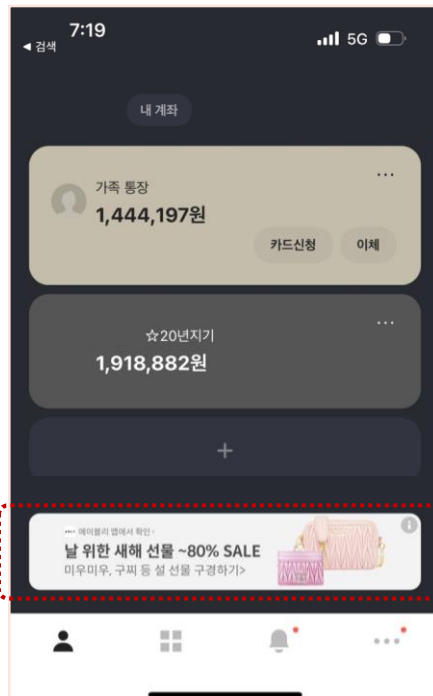 7:19
5G
◀ 검색
내 계좌
가족 통장
1,444,197원
카드신청 이체
☆20년지기
1,918,882원
에이블리 앱에서 확인
날 위한 새해 선물 ~80% SALE
미우미우, 구찌 등 설 선물 구경하기>